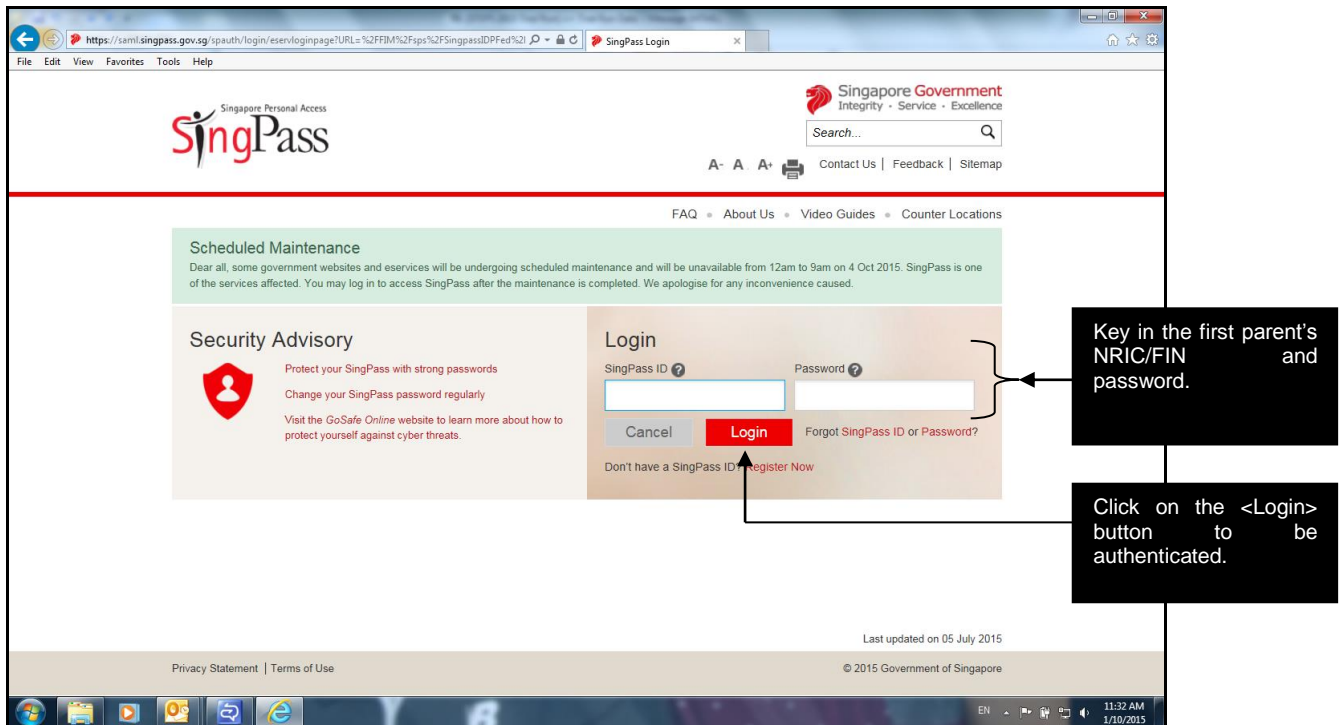 https://saml.singpass.gov.sg/spauth/login/eservloginpage?URL=%2FFIM%2Fsps%2FSingpassIDPFed%2l
SingPass Login
File Edit View Favorites Tools Help
Singapore Personal Access
SingPass
Singapore Government
Integrity · Service · Excellence
Search...
A- A A+ Contact Us | Feedback | Sitemap
FAQ • About Us • Video Guides • Counter Locations
Scheduled Maintenance
Dear all, some government websites and eservices will be undergoing scheduled maintenance and will be unavailable from 12am to 9am on 4 Oct 2015. SingPass is one
of the services affected. You may log in to access SingPass after the maintenance is completed. We apologise for any inconvenience caused.
Security Advisory
Protect your SingPass with strong passwords
Change your SingPass password regularly
Visit the GoSafe Online website to learn more about how to
protect yourself against cyber threats.
Login
SingPass ID ? Password ?
Cancel Login Forgot SingPass ID or Password?
Don't have a SingPass ID? Register Now
Key in the first parent's
NRIC/FIN and
password.
Click on the <Login>
button to be
authenticated.
Last updated on 05 July 2015
Privacy Statement | Terms of Use © 2015 Government of Singapore
EN 11:32 AM
1/10/2015